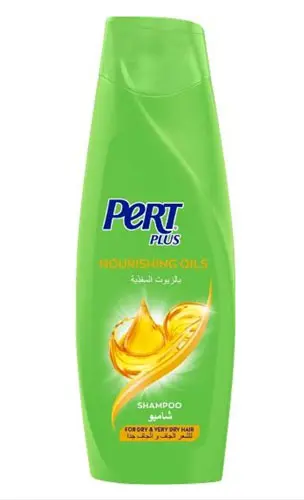 PERT
PLUS
NOURISHING OILS
بالزيوت المغذية
SHAMPOO
شامبو
FOR DRY & VERY DRY HAIR
للشعر الجاف و الجاف جدا